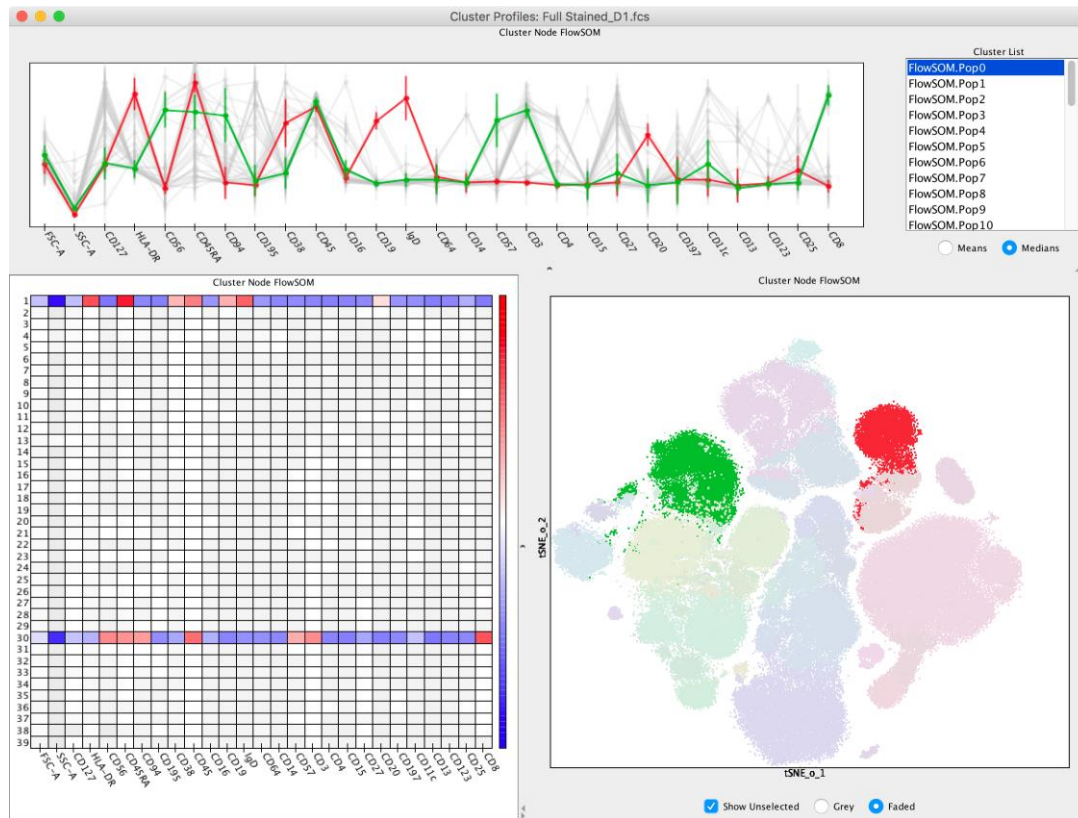 Cluster Profiles: Full Stained_D1.fcs
Cluster Node FlowSOM
FSC-A
SSC-A
CD127
HLA-DR
CD56
CD45RA
CD94
CD195
CD38
CD45
CD16
CD19
IgD
CD64
CD14
CD57
CD3
CD4
CD15
CD27
CD20
CD197
CD11c
CD13
CD123
CD25
CD8
Cluster List
FlowSOM.Pop0
FlowSOM.Pop1
FlowSOM.Pop2
FlowSOM.Pop3
FlowSOM.Pop4
FlowSOM.Pop5
FlowSOM.Pop6
FlowSOM.Pop7
FlowSOM.Pop8
FlowSOM.Pop9
FlowSOM.Pop10
Means Medians
Cluster Node FlowSOM
1
2
3
4
5
6
7
8
9
10
11
12
13
14
15
16
17
18
19
20
21
22
23
24
25
26
27
28
29
30
31
32
33
34
35
36
37
38
39
FSC-A
SSC-A
CD127
HLA-DR
CD56
CD45RA
CD94
CD195
CD38
CD45
CD16
CD19
IgD
CD64
CD14
CD57
CD3
CD4
CD15
CD27
CD20
CD197
CD11c
CD13
CD123
CD25
CD8
Cluster Node FlowSOM
tSNE_o_2
tSNE_o_1
Show Unselected Grey Faded